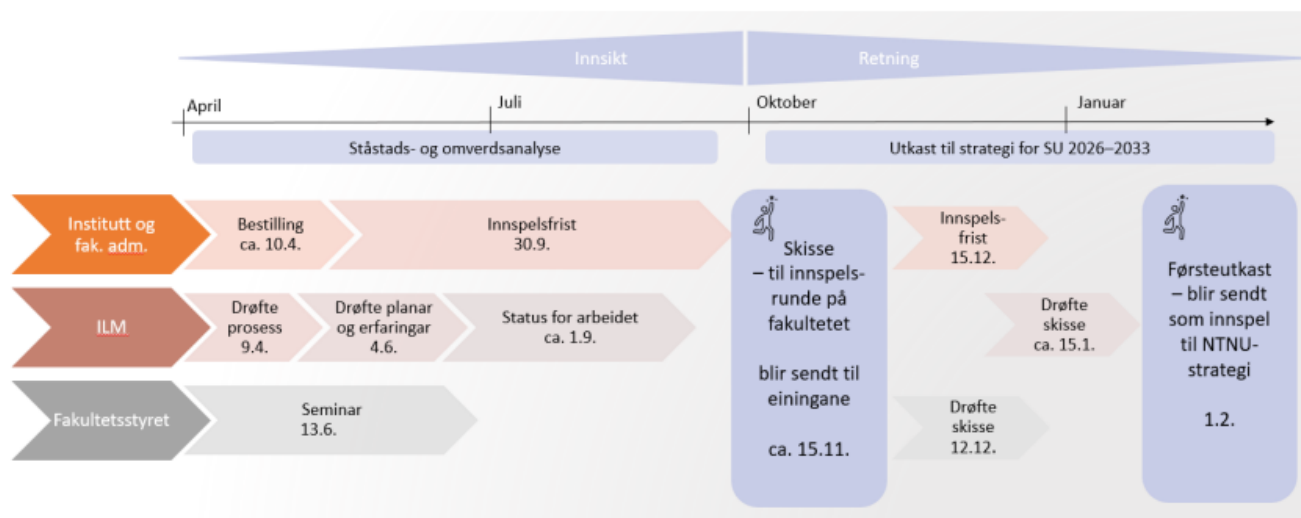 Innsikt
Retning
April
Juli
Oktober
Januar
Ståstads- og omverdsanalyse
Utkast til strategi for SU 2026–2033
Institutt og
fak. adm.
Bestilling
ca. 10.4.
Innspelsfrist
30.9.
Innspels-
frist
15.12.
ILM
Drøfte
prosess
9.4.
Drøfte planar
og erfaringar
4.6.
Status for arbeidet
ca. 1.9.
Drøfte
skisse
ca. 15.1.
Fakultetsstyret
Seminar
13.6.
Drøfte
skisse
12.12.
Skisse
– til innspels-
runde på
fakultetet
blir sendt til
einingane
ca. 15.11.
Førsteutkast
– blir sendt
som innspel
til NTNU-
strategi
1.2.